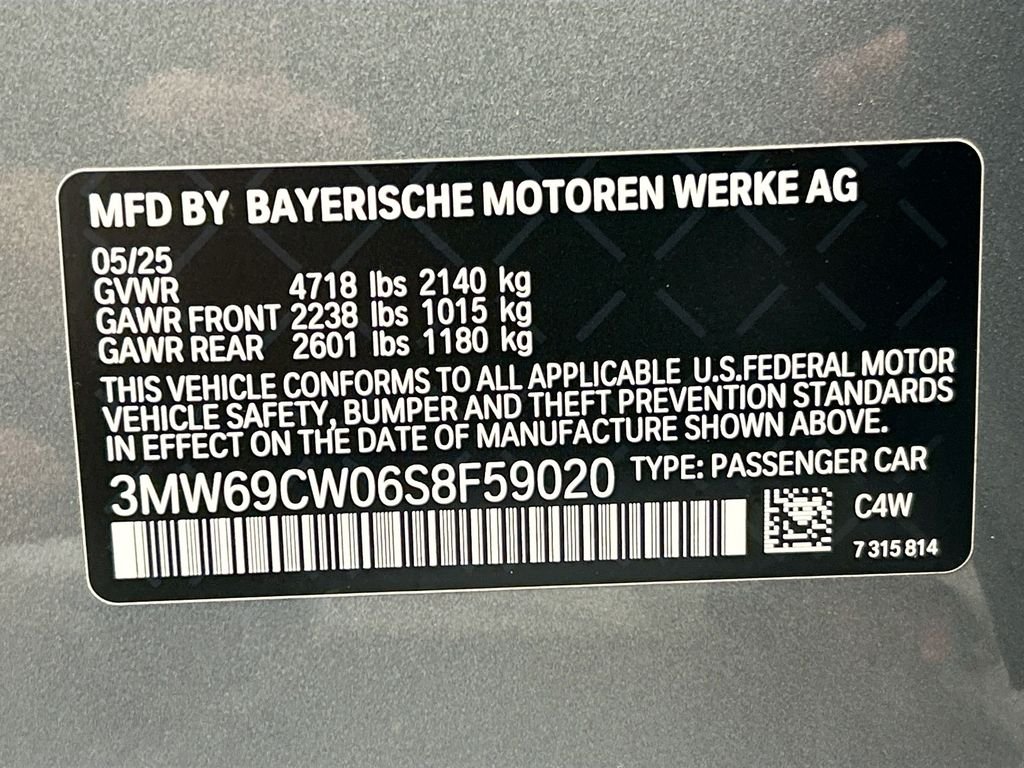 MFD BY BAYERISCHE MOTOREN WERKE AG
05/25
GVWR 4718 lbs 2140 kg
GAWR FRONT 2238 lbs 1015 kg
GAWR REAR 2601 lbs 1180 kg
THIS VEHICLE CONFORMS TO ALL APPLICABLE U.S.FEDERAL MOTOR
VEHICLE SAFETY, BUMPER AND THEFT PREVENTION STANDARDS
IN EFFECT ON THE DATE OF MANUFACTURE SHOWN ABOVE.
3MW69CW06S8F59020 TYPE: PASSENGER CAR
C4W
7 315 814